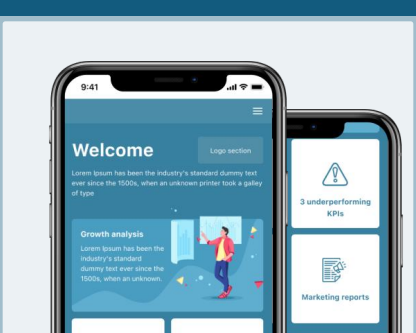 9:41
Welcome
Logo section
Lorem Ipsum has been the industry's standard dummy text
ever since the 1500s, when an unknown printer took a galley
of type
Growth analysis
Lorem Ipsum has been the
industry's standard
dummy text ever since the
1500s, when an unknown.
3 underperforming
KPIs
Marketing reports